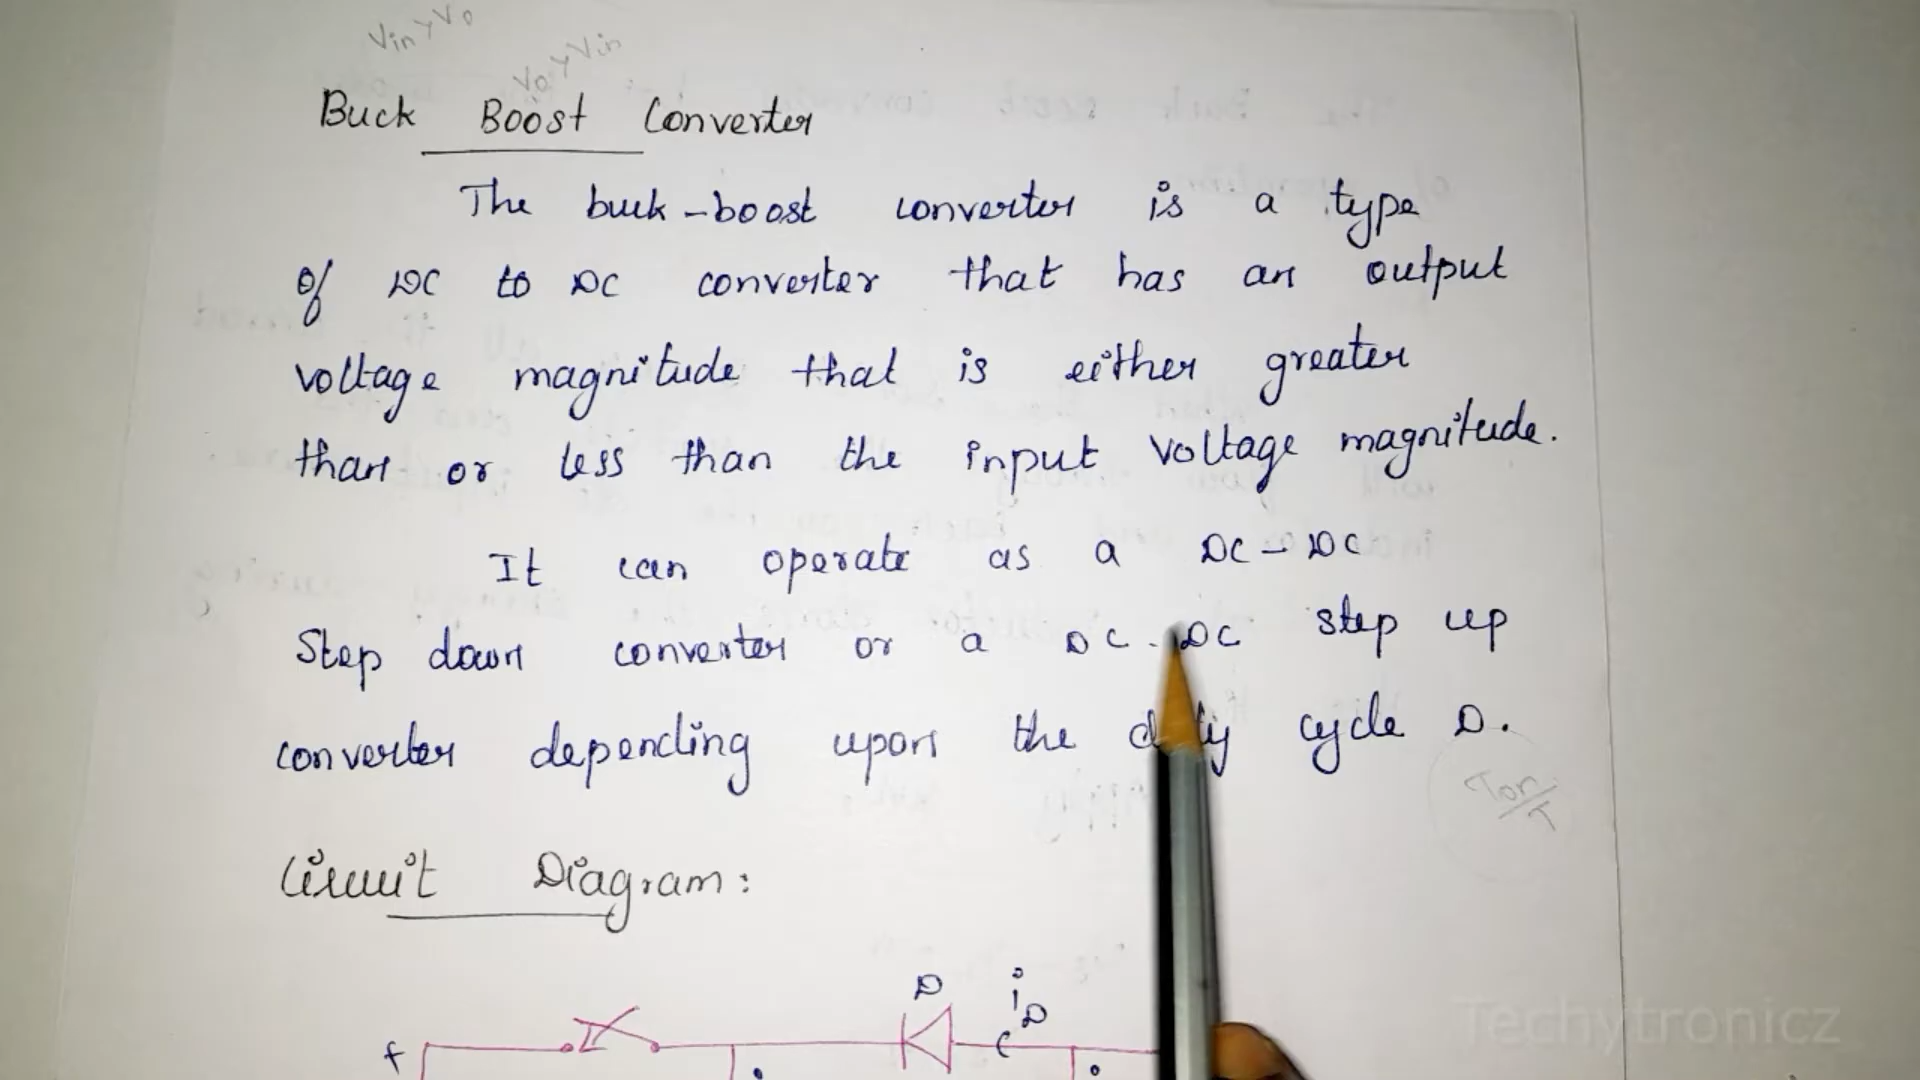 Vin > Vo
Vo > Vin
Buck Boost Converter
The buck-boost converter is a type
of DC to DC converter that has an output
voltage magnitude that is either greater
than or less than the input voltage magnitude.
It can operate as a DC-DC
Step down converter or a DC-DC step up
converter depending upon the duty cycle D.
Ton/T
Circuit Diagram:
D
iD
+
Techytronicz